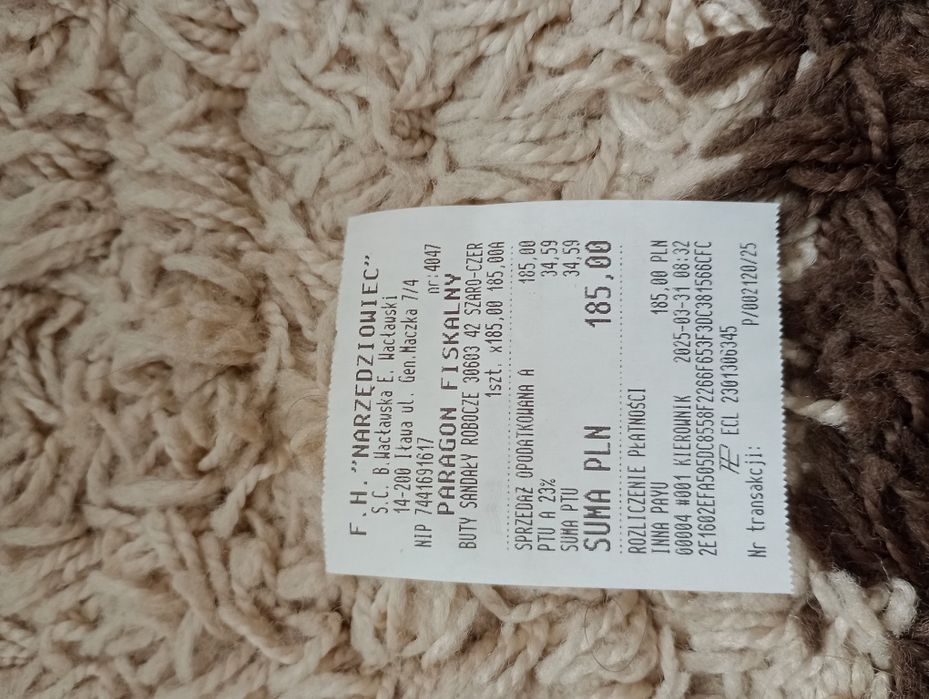 F.H."NARZĘDZIOWIEC"
S.C. B.Wacławska E. Wacławski
14-200 Iława ul. Gen.Maczka 7/4
NIP 7441691617 nr:4047
PARAGON FISKALNY
BUTY SANDAŁY ROBOCZE 30603 42 SZARO-CZER
1szt. x185,00 185,00A
SPRZEDAŻ OPODATKOWANA A 185,00
PTU A 23% 34,59
SUMA PTU 34,59
SUMA PLN 185,00
ROZLICZENIE PŁATNOŚCI
INNA PAYU 185,00 PLN
00004 #001 KIEROWNIK 2025-03-31 08:32
2E1602EFA505DC8558F2266F653F3DC381566CFC
ECL 2301306345
Nr transakcji: P/002120/25